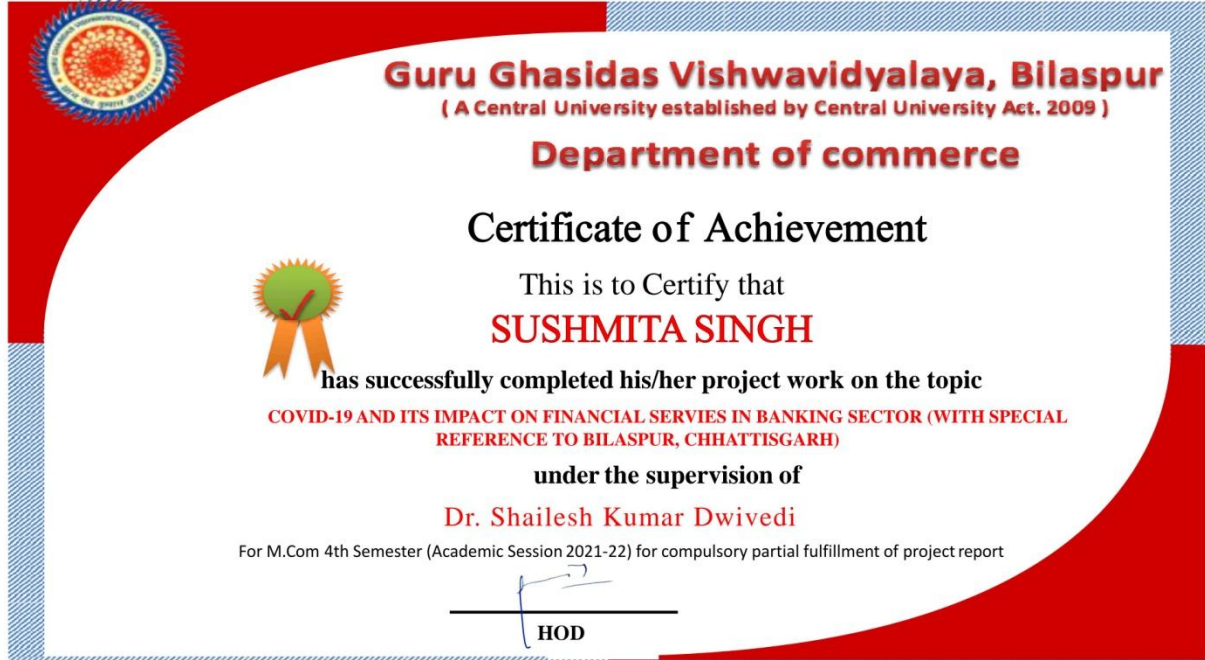 Guru Ghasidas Vishwavidyalaya, Bilaspur
( A Central University established by Central University Act. 2009 )
Department of commerce
Certificate of Achievement
This is to Certify that
SUSHMITA SINGH
has successfully completed his/her project work on the topic
COVID-19 AND ITS IMPACT ON FINANCIAL SERVIES IN BANKING SECTOR (WITH SPECIAL
REFERENCE TO BILASPUR, CHHATTISGARH)
under the supervision of
Dr. Shailesh Kumar Dwivedi
For M.Com 4th Semester (Academic Session 2021-22) for compulsory partial fulfillment of project report
HOD